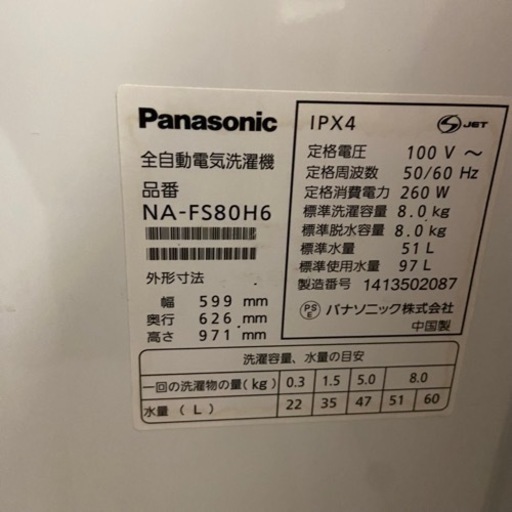 Panasonic
全自動電気洗濯機
品番
NA-FS80H6
外形寸法
幅 599 mm
奥行 626 mm
高さ 971 mm
IPX4
S JET
定格電圧 100 V ～
定格周波数 50/60 Hz
定格消費電力 260 W
標準洗濯容量 8.0 kg
標準脱水容量 8.0 kg
標準水量 51 L
標準使用水量 97 L
製造番号 1413502087
PSE パナソニック株式会社
中国製
洗濯容量、水量の目安
一回の洗濯物の量(kg) 0.3 1.5 5.0 8.0
水量 (L) 22 35 47 51 60